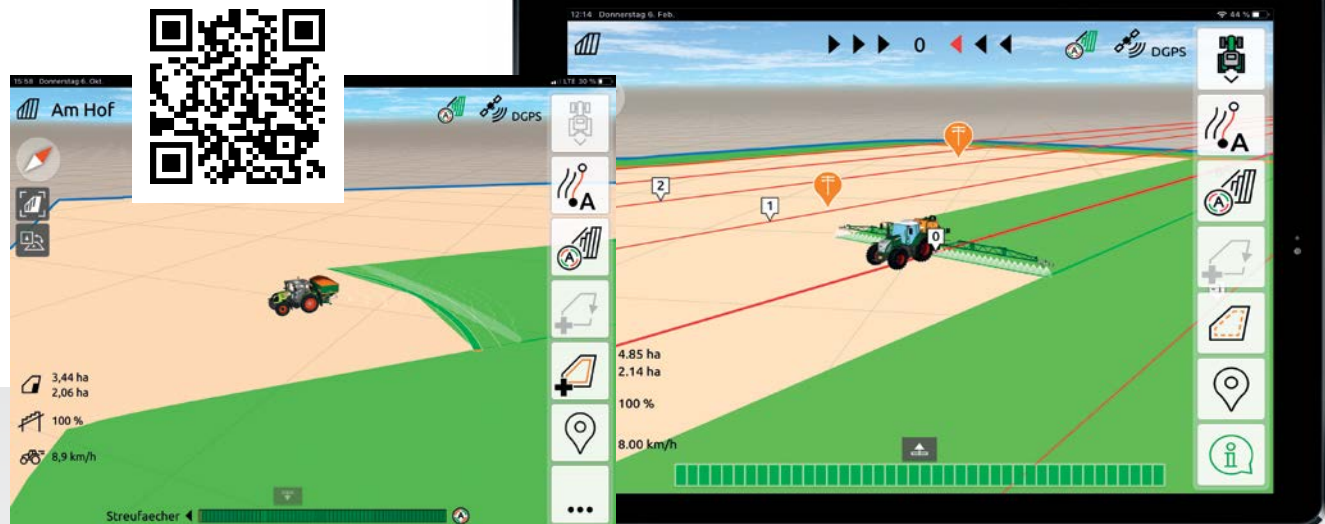 15:58 Donnerstag 6. Okt.
LTE 30 %
Am Hof
DGPS
A
A
A
3,44 ha
2,06 ha
100 %
8,9 km/h
Streufaecher
A
12:14 Donnerstag 6. Feb.
44 %
0
A
DGPS
A
A
2
1
0
4.85 ha
2.14 ha
100 %
8.00 km/h
i